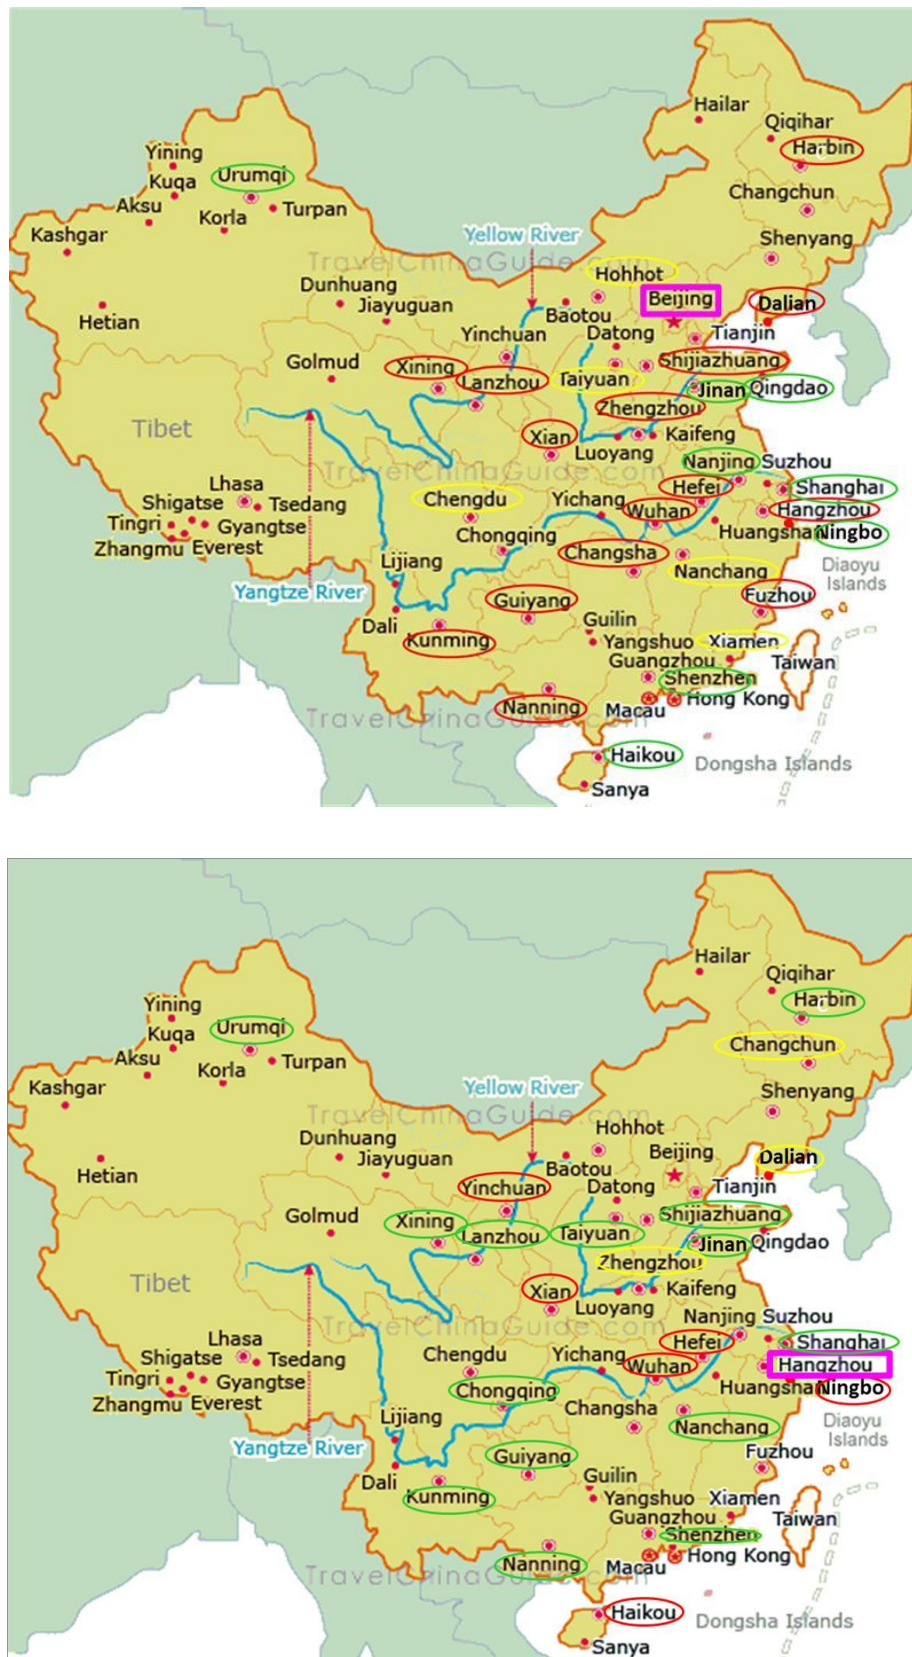 Hailar
Qiqihar
Harbin
Yining
Urumqi
Kuqa
Changchun
Aksu
Korla
Turpan
Kashgar
Yellow River
Shenyang
TravelChinaGuide.com
Hohhot
Dunhuang
Beijing
Dalian
Jiayuguan
Baotou
Hetian
Yinchuan
Datong
Tianjin
Golmud
Xining
Shijiazhuang
Lanzhou
Taiyuan
Jinan
Qingdao
Zhengzhou
Tibet
Xian
Kaifeng
Luoyang
Nanjing
Suzhou
TravelChinaGuide.com
Lhasa
Hefei
Shanghai
Shigatse
Tsedang
Chengdu
Yichang
Wuhan
Hangzhou
Tingri
Gyangtse
Chongqing
Huangshan
Ningbo
Zhangmu
Everest
Changsha
Lijiang
Nanchang
Diaoyu
Islands
Yangtze River
Guiyang
Fuzhou
Dali
Guilin
Kunming
Yangshuo
Xiamen
Guangzhou
Taiwan
Shenzhen
Nanning
Macau
Hong Kong
TravelChinaGuide.com
Haikou
Dongsha Islands
Sanya
Hailar
Qiqihar
Harbin
Yining
Urumqi
Kuqa
Changchun
Aksu
Korla
Turpan
Kashgar
Yellow River
Shenyang
TravelChinaGuide.com
Hohhot
Dunhuang
Beijing
Dalian
Jiayuguan
Baotou
Hetian
Yinchuan
Datong
Tianjin
Golmud
Xining
Shijiazhuang
Lanzhou
Taiyuan
Jinan
Qingdao
Zhengzhou
Tibet
Xian
Kaifeng
Luoyang
Nanjing
Suzhou
TravelChinaGuide.com
Lhasa
Hefei
Shanghai
Shigatse
Tsedang
Chengdu
Yichang
Wuhan
Hangzhou
Tingri
Gyangtse
Chongqing
Huangshan
Ningbo
Zhangmu
Everest
Changsha
Lijiang
Nanchang
Diaoyu
Islands
Yangtze River
Guiyang
Fuzhou
Dali
Guilin
Kunming
Yangshuo
Xiamen
Guangzhou
Taiwan
Shenzhen
Nanning
Macau
Hong Kong
TravelChinaGuide.com
Haikou
Dongsha Islands
Sanya